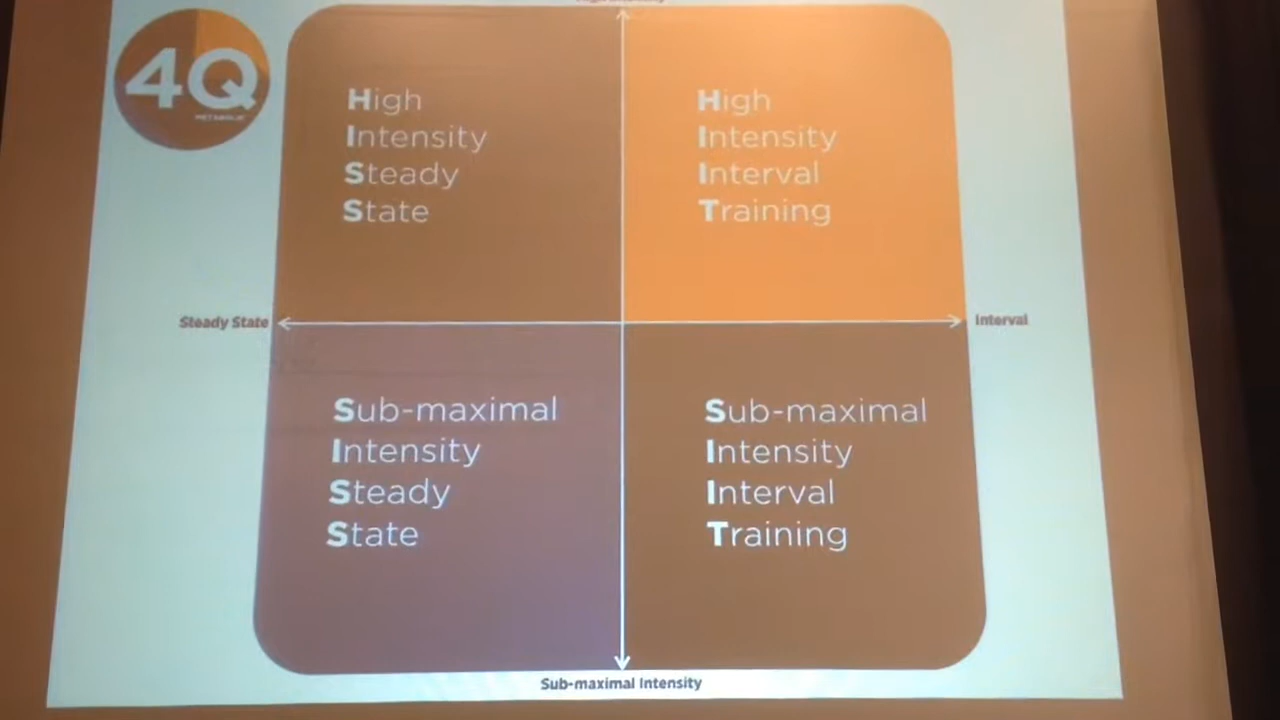 4Q
METABOLIC
High
Intensity
Steady
State
High
Intensity
Interval
Training
Steady State
Interval
Sub-maximal
Intensity
Steady
State
Sub-maximal
Intensity
Interval
Training
Sub-maximal Intensity